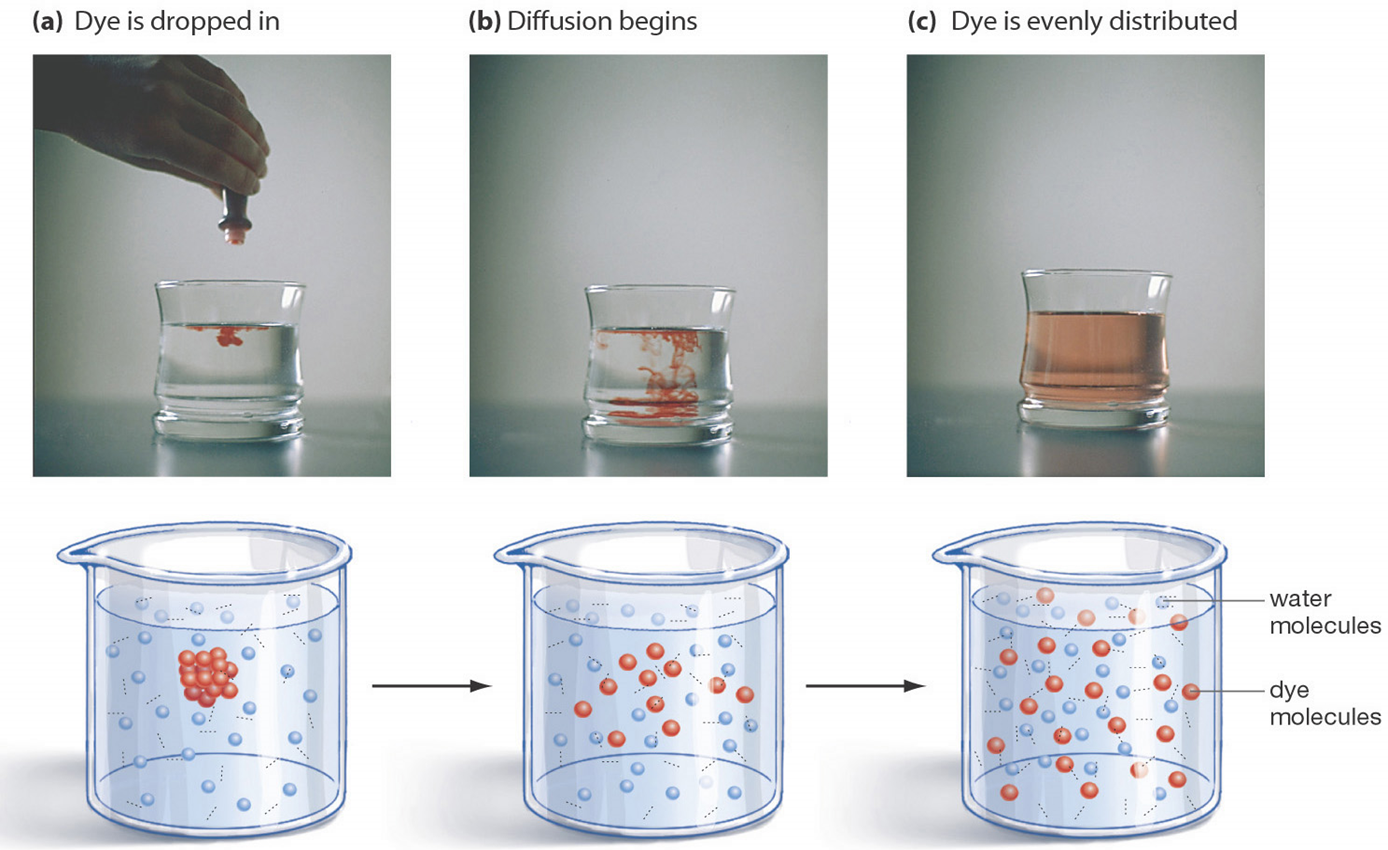 (a) Dye is dropped in
(b) Diffusion begins
(c) Dye is evenly distributed
water
molecules
dye
molecules